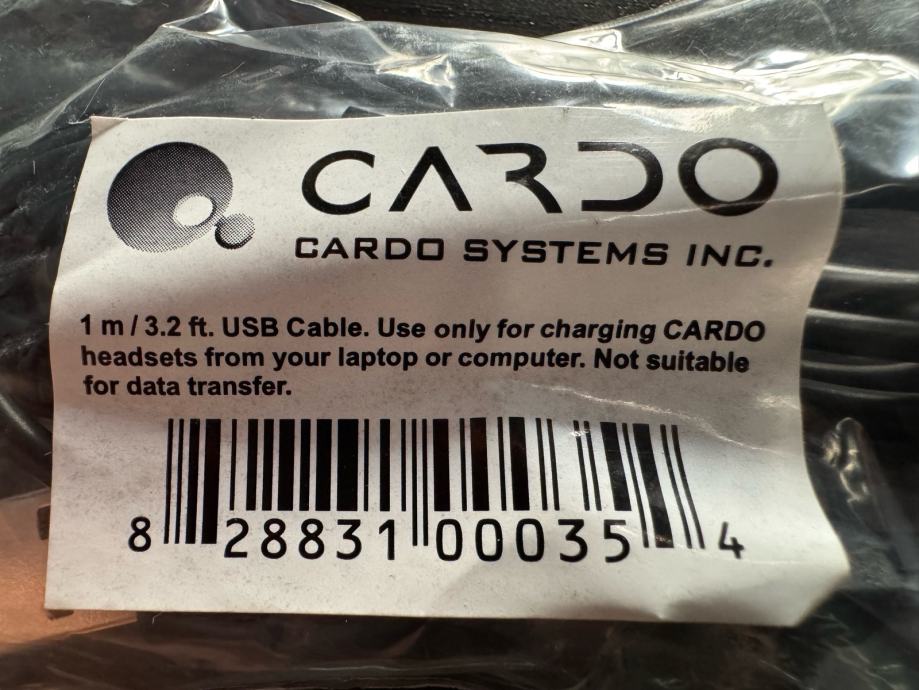 CARDO
CARDO SYSTEMS INC.
1 m / 3.2 ft. USB Cable. Use only for charging CARDO
headsets from your laptop or computer. Not suitable
for data transfer.
8 28831 00035 4